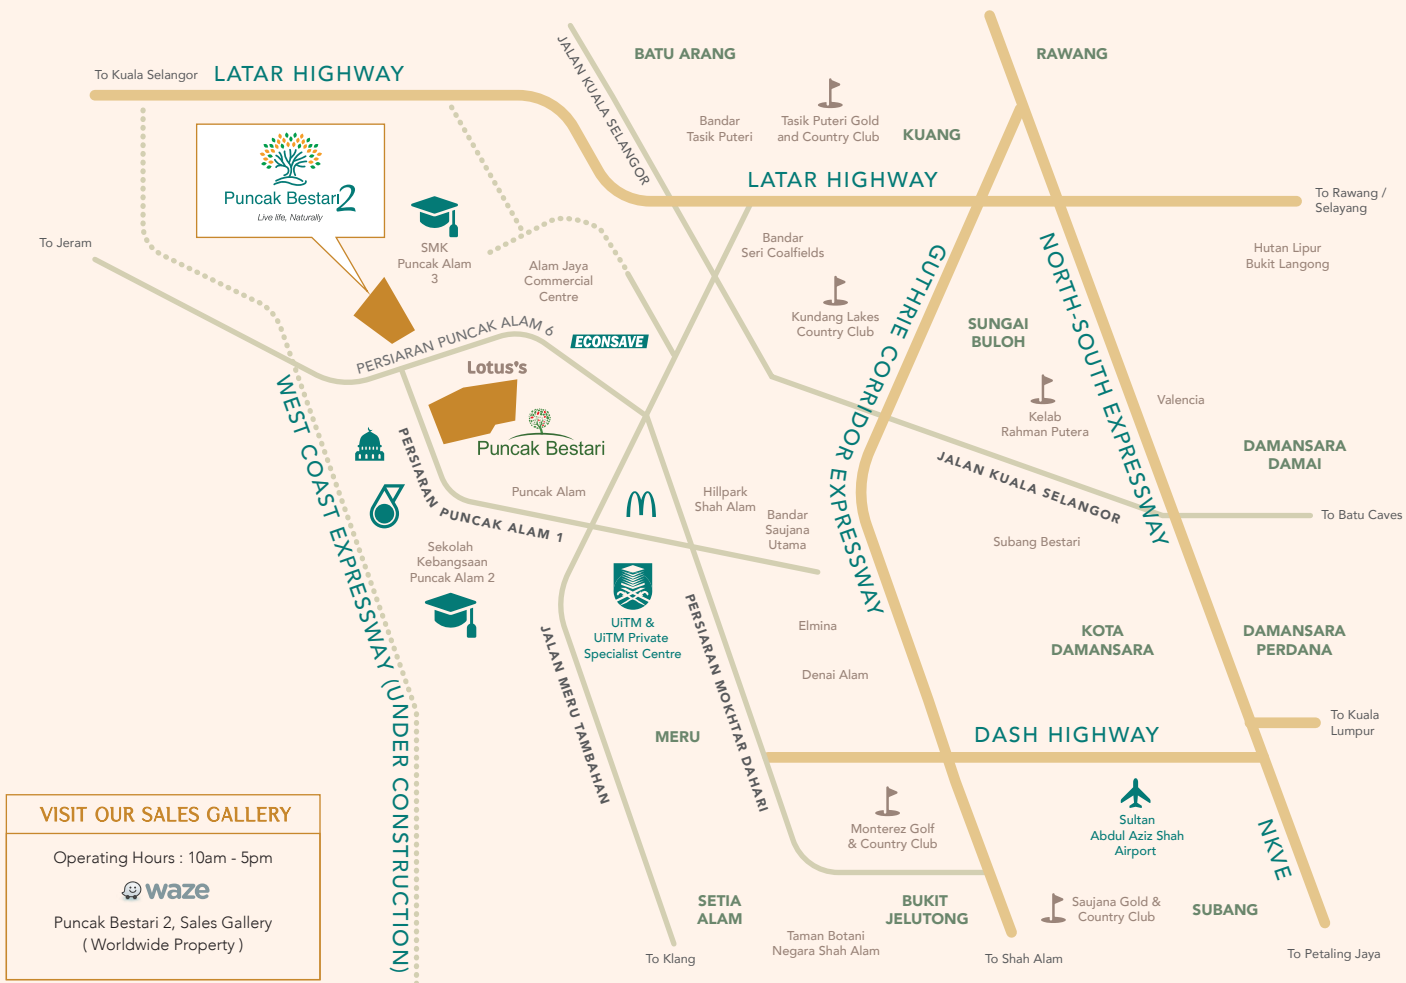 To Kuala Selangor
LATAR HIGHWAY
JALAN KUALA SELANGOR
BATU ARANG
RAWANG
Bandar
Tasik Puteri
Tasik Puteri Gold
and Country Club
KUANG
LATAR HIGHWAY
To Rawang /
Selayang
Puncak Bestari 2
Live life, Naturally
To Jeram
SMK
Puncak Alam
3
Alam Jaya
Commercial
Centre
Bandar
Seri Coalfields
Hutan Lipur
Bukit Langong
Kundang Lakes
Country Club
GUTHRIE CORRIDOR EXPRESSWAY
NORTH-SOUTH EXPRESSWAY
SUNGAI
BULOH
PERSIARAN PUNCAK ALAM 6
ECONSAVE
Lotus's
Puncak Bestari
Kelab
Rahman Putera
Valencia
DAMANSARA
DAMAI
WEST COAST EXPRESSWAY (UNDER CONSTRUCTION)
PERSIARAN PUNCAK ALAM 1
Puncak Alam
Hillpark
Shah Alam
Bandar
Saujana
Utama
JALAN KUALA SELANGOR
To Batu Caves
Subang Bestari
Sekolah
Kebangsaan
Puncak Alam 2
UiTM &
UiTM Private
Specialist Centre
JALAN MERU TAMBAHAN
PERSIARAN MOKHTAR DAHARI
Elmina
Denai Alam
KOTA
DAMANSARA
DAMANSARA
PERDANA
To Kuala
Lumpur
MERU
DASH HIGHWAY
Sultan
Abdul Aziz Shah
Airport
NKVE
Monterez Golf
& Country Club
VISIT OUR SALES GALLERY
Operating Hours : 10am - 5pm
waze
Puncak Bestari 2, Sales Gallery
( Worldwide Property )
SETIA
ALAM
BUKIT
JELUTONG
Saujana Gold &
Country Club
SUBANG
Taman Botani
Negara Shah Alam
To Klang
To Shah Alam
To Petaling Jaya